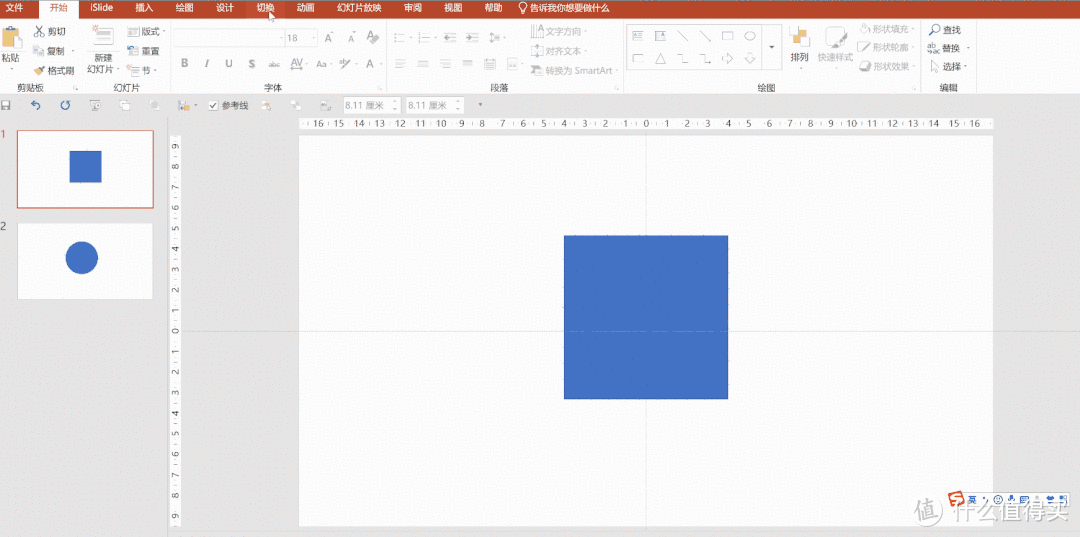 文件 开始 iSlide 插入 绘图 设计 切换 动画 幻灯片放映 审阅 视图 帮助 告诉我你想要做什么
剪切 版式 18 A A 文字方向 形状填充 查找
粘贴 复制 新建 重置 对齐文本 排列 快速样式 形状轮廓 替换
格式刷 幻灯片 节 B I U S abc AV Aa A 转换为 SmartArt 形状效果 选择
剪贴板 幻灯片 字体 段落 绘图 编辑
参考线 8.11 厘米 8.11 厘米
16 15 14 13 12 11 10 9 8 7 6 5 4 3 2 1 0 1 2 3 4 5 6 7 8 9 10 11 12 13 14 15 16
1
2
9 8 7 6 5 4 3 2 1 0 1 2 3 4 5 6 7 8 9
S 英
值 什么值得买